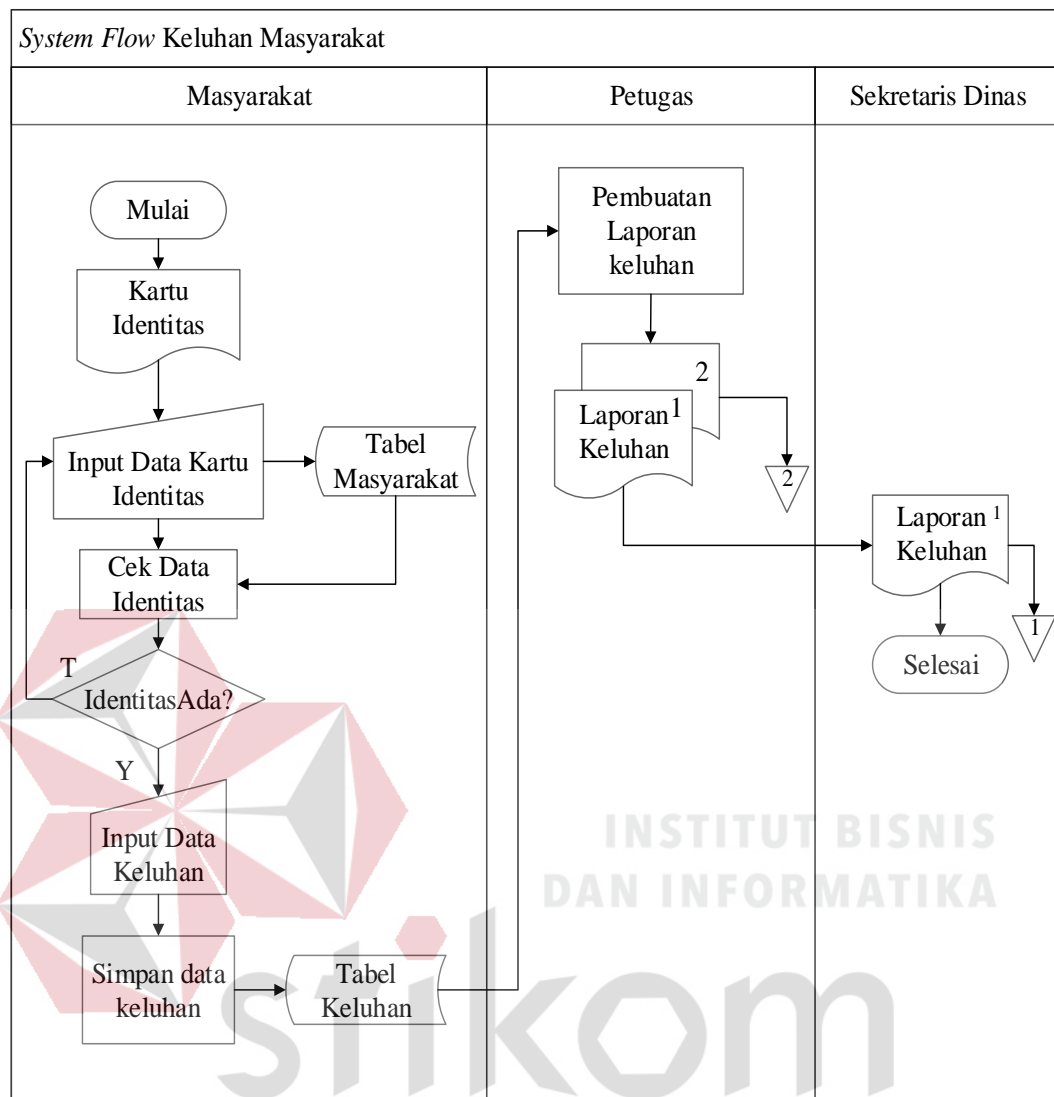 System Flow Keluhan Masyarakat
Masyarakat
Petugas
Sekretaris Dinas
Mulai
Kartu
Identitas
Input Data Kartu
Identitas
Tabel
Masyarakat
Cek Data
Identitas
T
IdentitasAda?
Y
Input Data
Keluhan
Simpan data
keluhan
Tabel
Keluhan
Pembuatan
Laporan
keluhan
2
Laporan 1
Keluhan
2
Laporan 1
Keluhan
1
Selesai
INSTITUT BISNIS
DAN INFORMATIKA
stikom